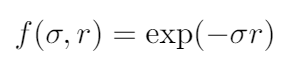 f(σ, r) = exp(−σr)